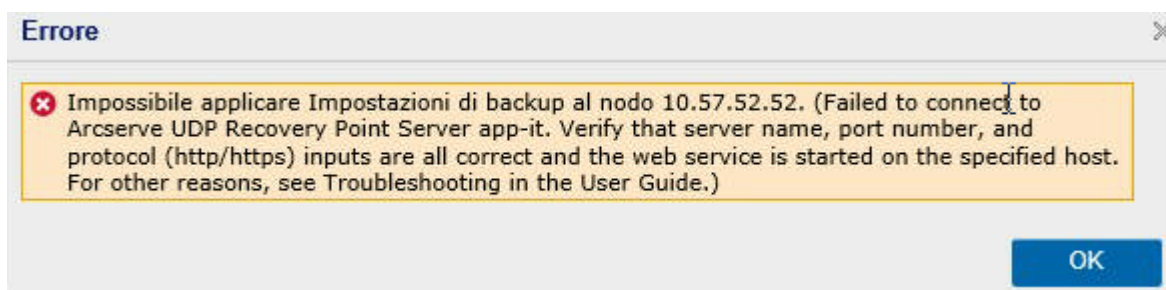 Errore
Impossibile applicare Impostazioni di backup al nodo 10.57.52.52. (Failed to connect to
Arcserve UDP Recovery Point Server app-it. Verify that server name, port number, and
protocol (http/https) inputs are all correct and the web service is started on the specified host.
For other reasons, see Troubleshooting in the User Guide.)
OK